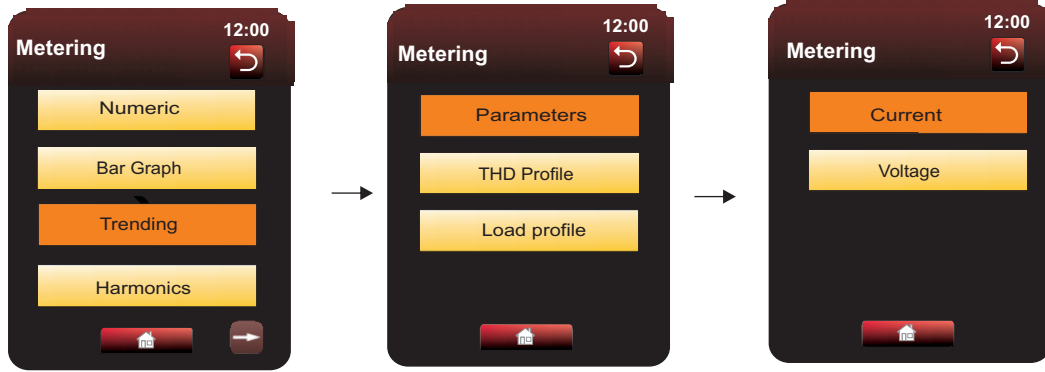 12:00
Metering
Numeric
Bar Graph
Trending
Harmonics
12:00
Metering
Parameters
THD Profile
Load profile
12:00
Metering
Current
Voltage